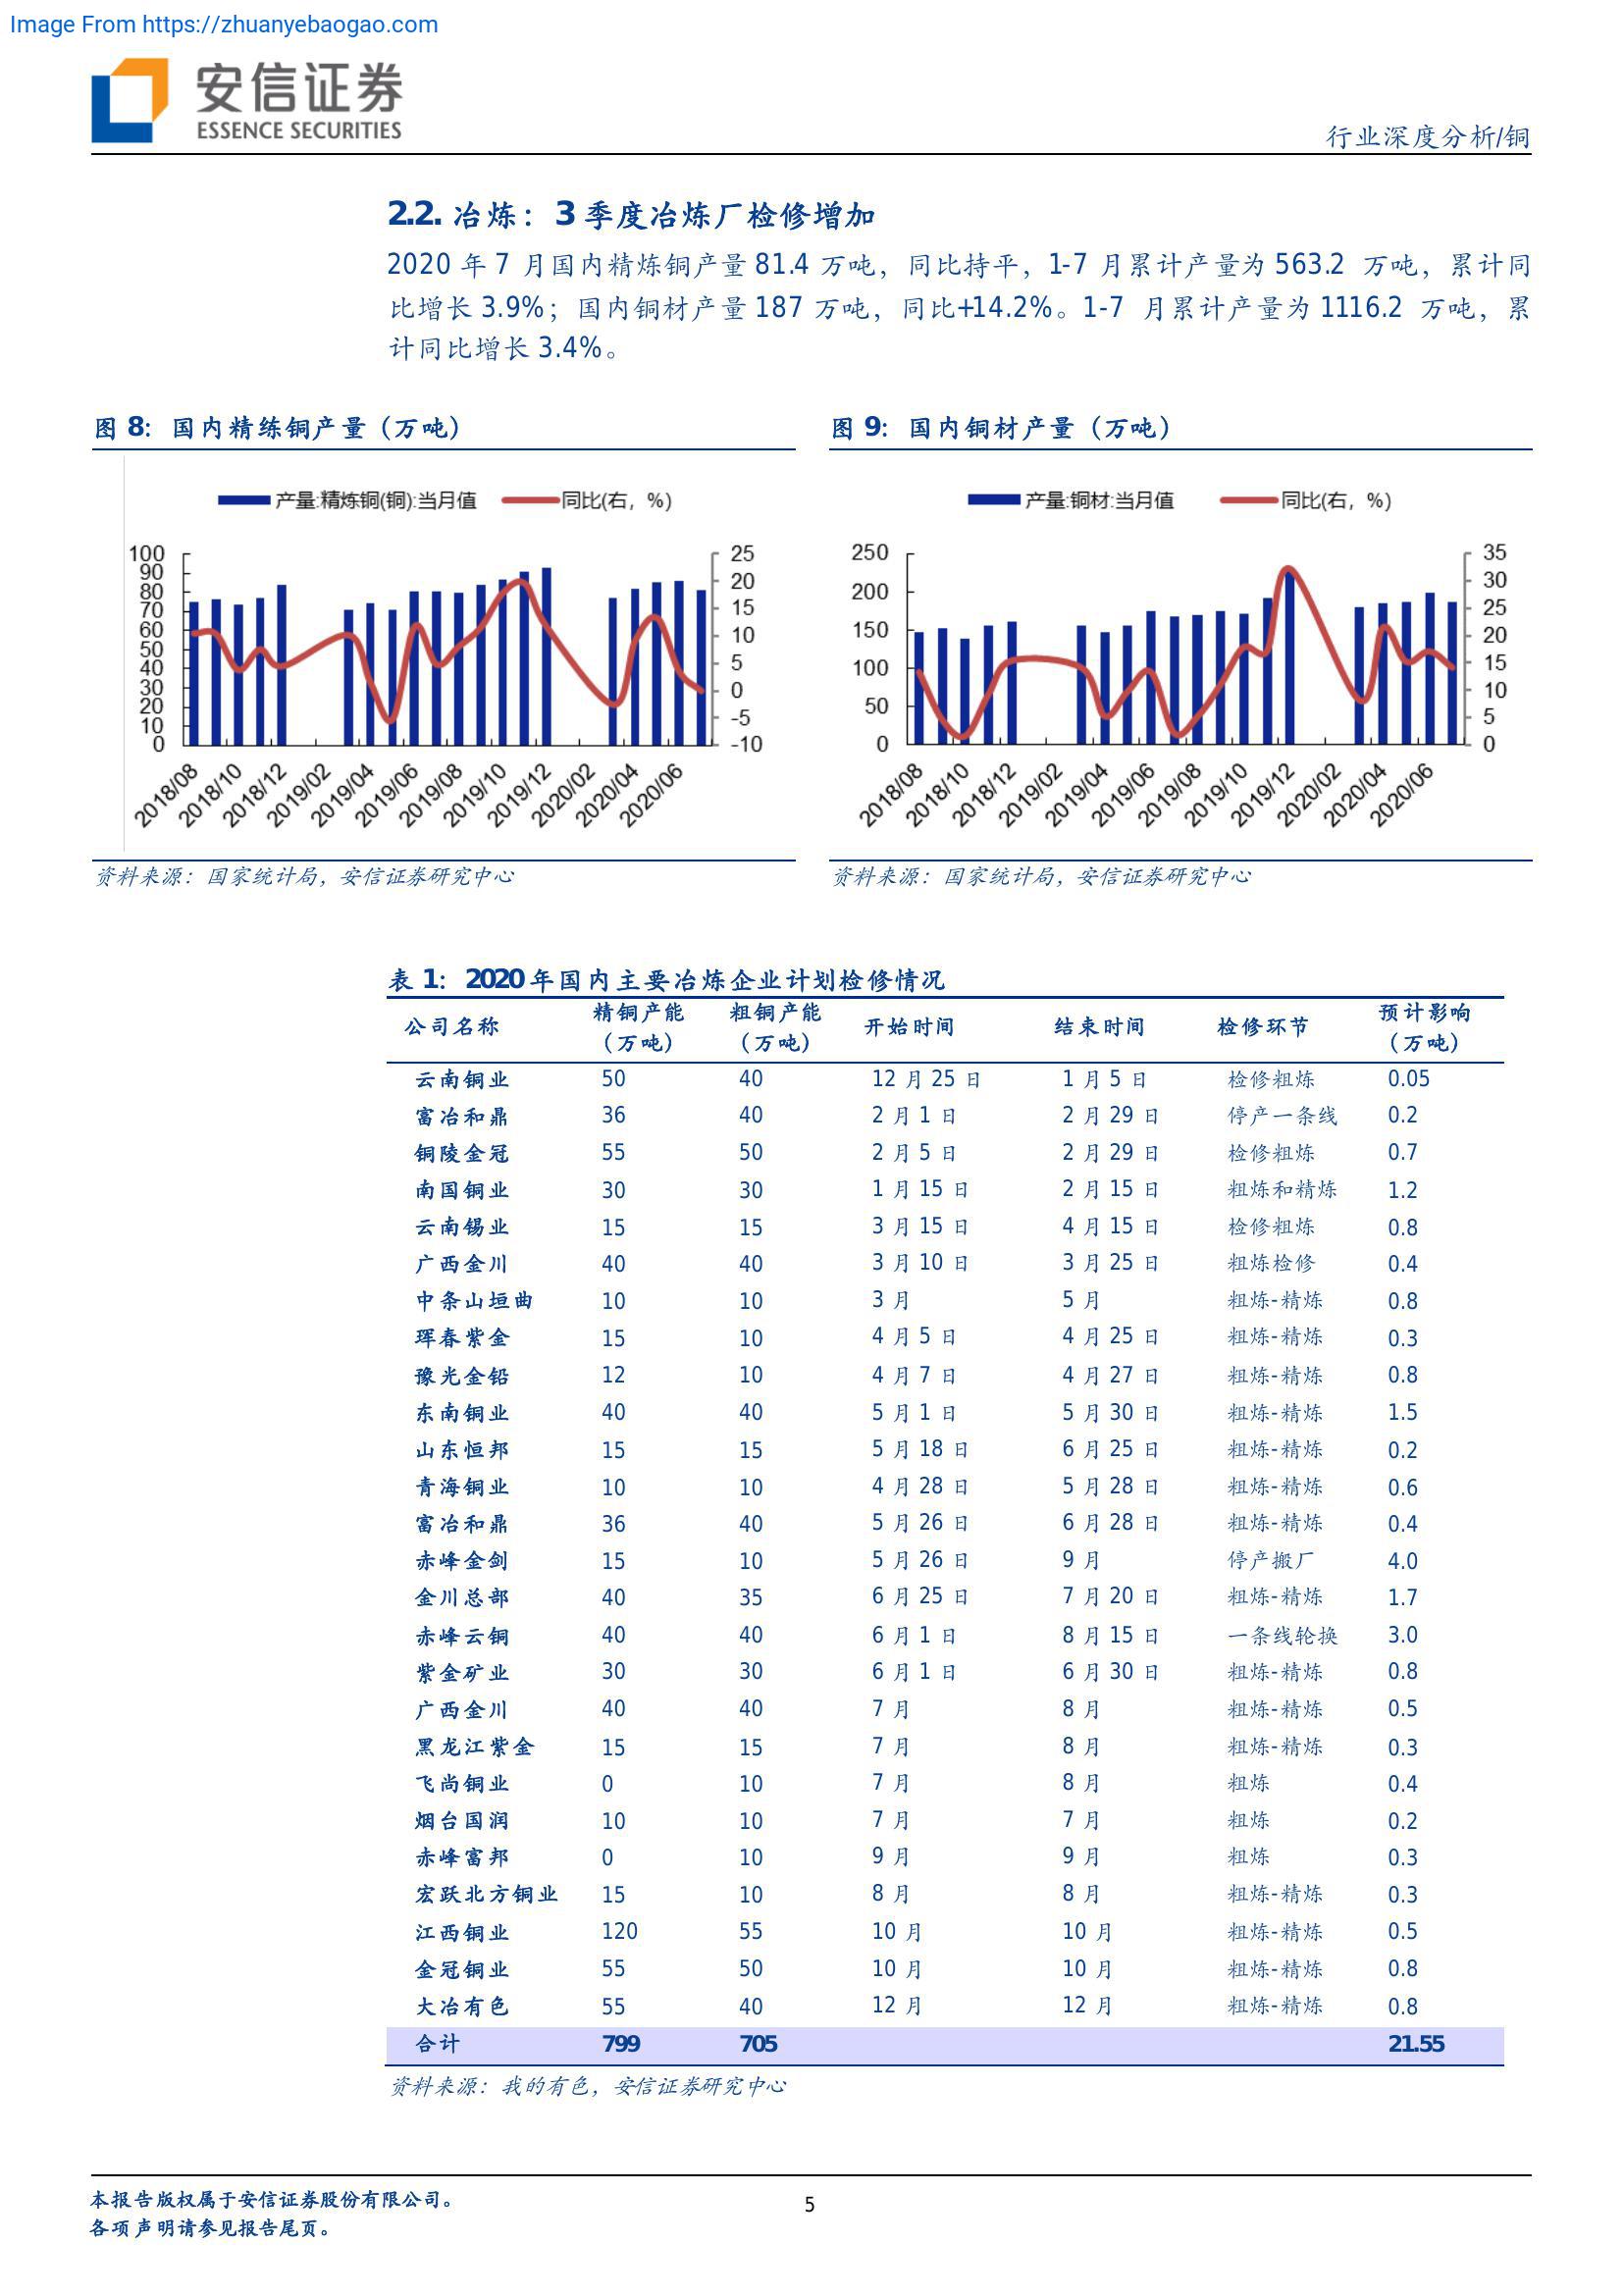 Image From https://zhuanyebaogao.com
安信证券
ESSENCE SECURITIES
行业深度分析/铜
2.2. 冶炼：3 季度冶炼厂检修增加
2020 年 7 月国内精炼铜产量 81.4 万吨，同比持平，1-7 月累计产量为 563.2 万吨，累计同
比增长 3.9%；国内铜材产量 187 万吨，同比+14.2%。1-7 月累计产量为 1116.2 万吨，累
计同比增长 3.4%。
图 8：国内精练铜产量（万吨）
产量:精炼铜(铜):当月值 同比(右，%)
100 90 80 70 60 50 40 30 20 10 0
25 20 15 10 5 0 -5 -10
2018/08 2018/10 2018/12 2019/02 2019/04 2019/06 2019/08 2019/10 2019/12 2020/02 2020/04 2020/06
资料来源：国家统计局，安信证券研究中心
图 9：国内铜材产量（万吨）
产量:铜材:当月值 同比(右，%)
250 200 150 100 50 0
35 30 25 20 15 10 5 0
2018/08 2018/10 2018/12 2019/02 2019/04 2019/06 2019/08 2019/10 2019/12 2020/02 2020/04 2020/06
资料来源：国家统计局，安信证券研究中心
表 1：2020 年国内主要冶炼企业计划检修情况
公司名称 精铜产能（万吨） 粗铜产能（万吨） 开始时间 结束时间 检修环节 预计影响（万吨）
云南铜业 50 40 12 月 25 日 1 月 5 日 检修粗炼 0.05
富冶和鼎 36 40 2 月 1 日 2 月 29 日 停产一条线 0.2
铜陵金冠 55 50 2 月 5 日 2 月 29 日 检修粗炼 0.7
南国铜业 30 30 1 月 15 日 2 月 15 日 粗炼和精炼 1.2
云南锡业 15 15 3 月 15 日 4 月 15 日 检修粗炼 0.8
广西金川 40 40 3 月 10 日 3 月 25 日 粗炼检修 0.4
中条山垣曲 10 10 3 月 5 月 粗炼-精炼 0.8
珲春紫金 15 10 4 月 5 日 4 月 25 日 粗炼-精炼 0.3
豫光金铅 12 10 4 月 7 日 4 月 27 日 粗炼-精炼 0.8
东南铜业 40 40 5 月 1 日 5 月 30 日 粗炼-精炼 1.5
山东恒邦 15 15 5 月 18 日 6 月 25 日 粗炼-精炼 0.2
青海铜业 10 10 4 月 28 日 5 月 28 日 粗炼-精炼 0.6
富冶和鼎 36 40 5 月 26 日 6 月 28 日 粗炼-精炼 0.4
赤峰金剑 15 10 5 月 26 日 9 月 停产搬厂 4.0
金川总部 40 35 6 月 25 日 7 月 20 日 粗炼-精炼 1.7
赤峰云铜 40 40 6 月 1 日 8 月 15 日 一条线轮换 3.0
紫金矿业 30 30 6 月 1 日 6 月 30 日 粗炼-精炼 0.8
广西金川 40 40 7 月 8 月 粗炼-精炼 0.5
黑龙江紫金 15 15 7 月 8 月 粗炼-精炼 0.3
飞尚铜业 0 10 7 月 8 月 粗炼 0.4
烟台国润 10 10 7 月 7 月 粗炼 0.2
赤峰富邦 0 10 9 月 9 月 粗炼 0.3
宏跃北方铜业 15 10 8 月 8 月 粗炼-精炼 0.3
江西铜业 120 55 10 月 10 月 粗炼-精炼 0.5
金冠铜业 55 50 10 月 10 月 粗炼-精炼 0.8
大冶有色 55 40 12 月 12 月 粗炼-精炼 0.8
合计 799 705 21.55
资料来源：我的有色，安信证券研究中心
本报告版权属于安信证券股份有限公司。
各项声明请参见报告尾页。
5